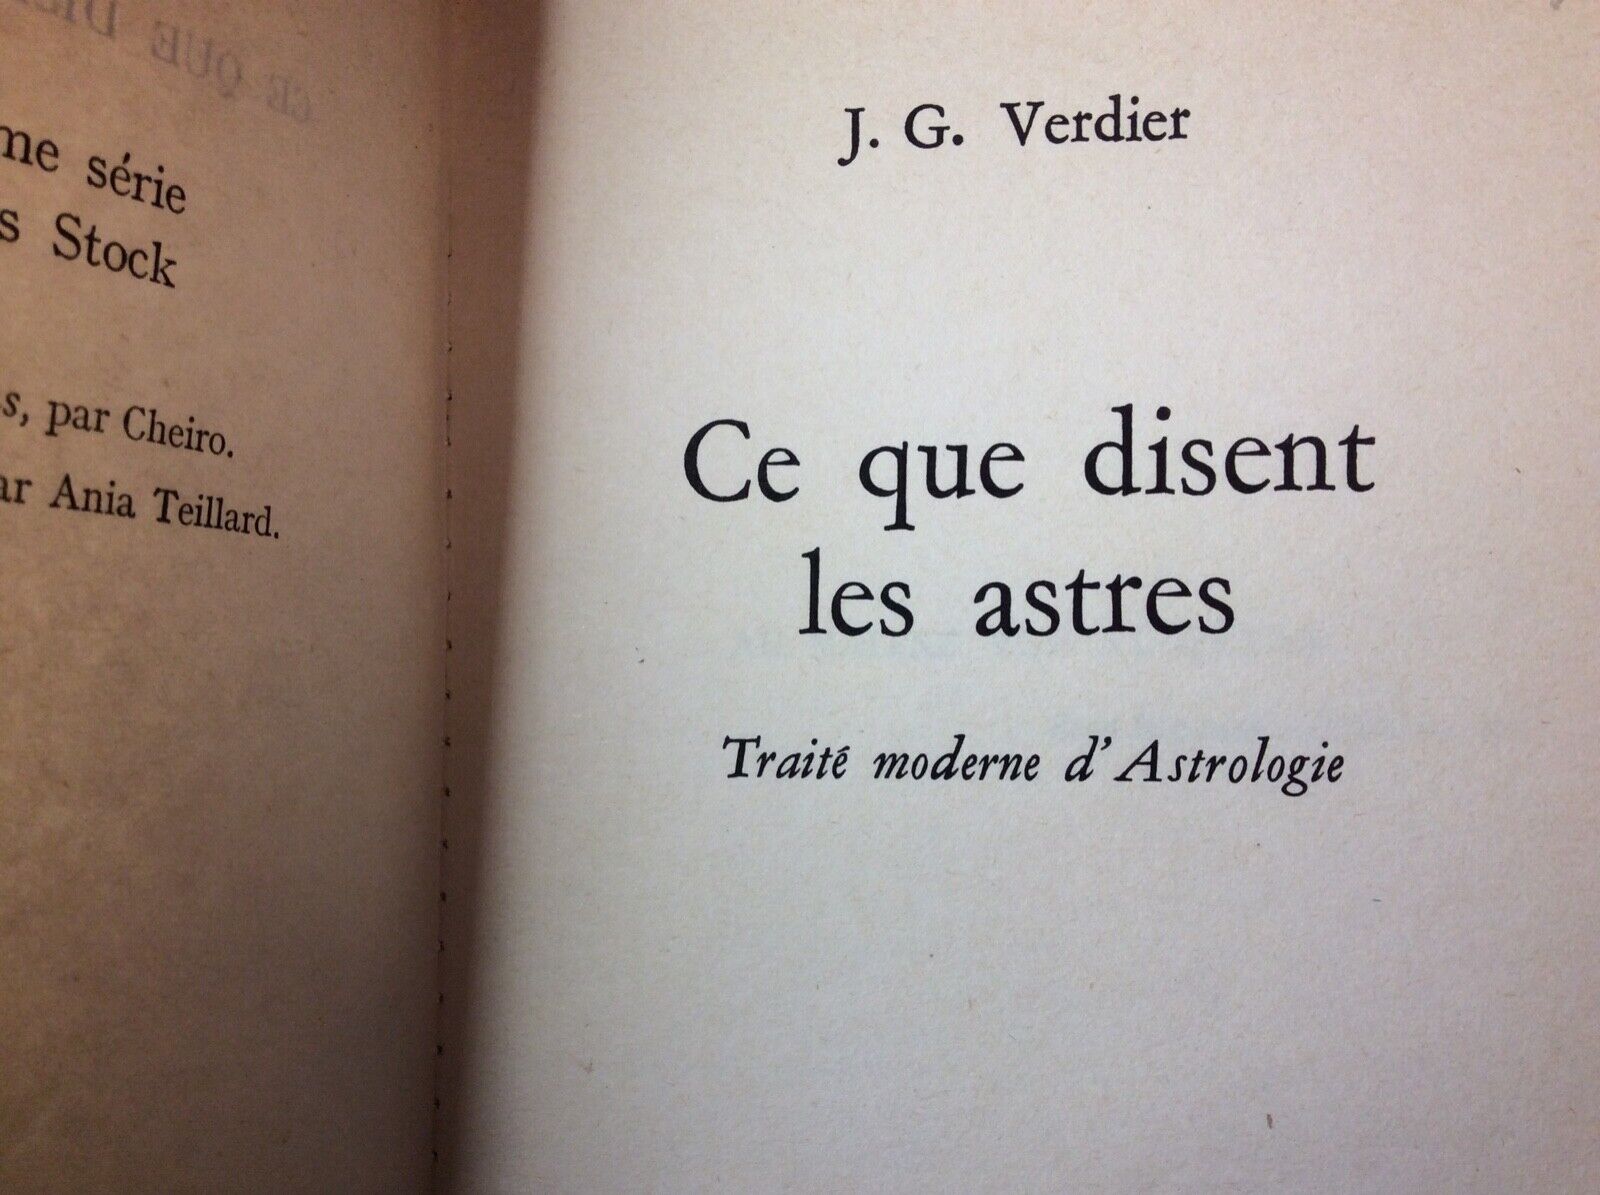 me série
s Stock
s, par Cheiro.
ar Ania Teillard.
J. G. Verdier
Ce que disent
les astres
Traité moderne d'Astrologie